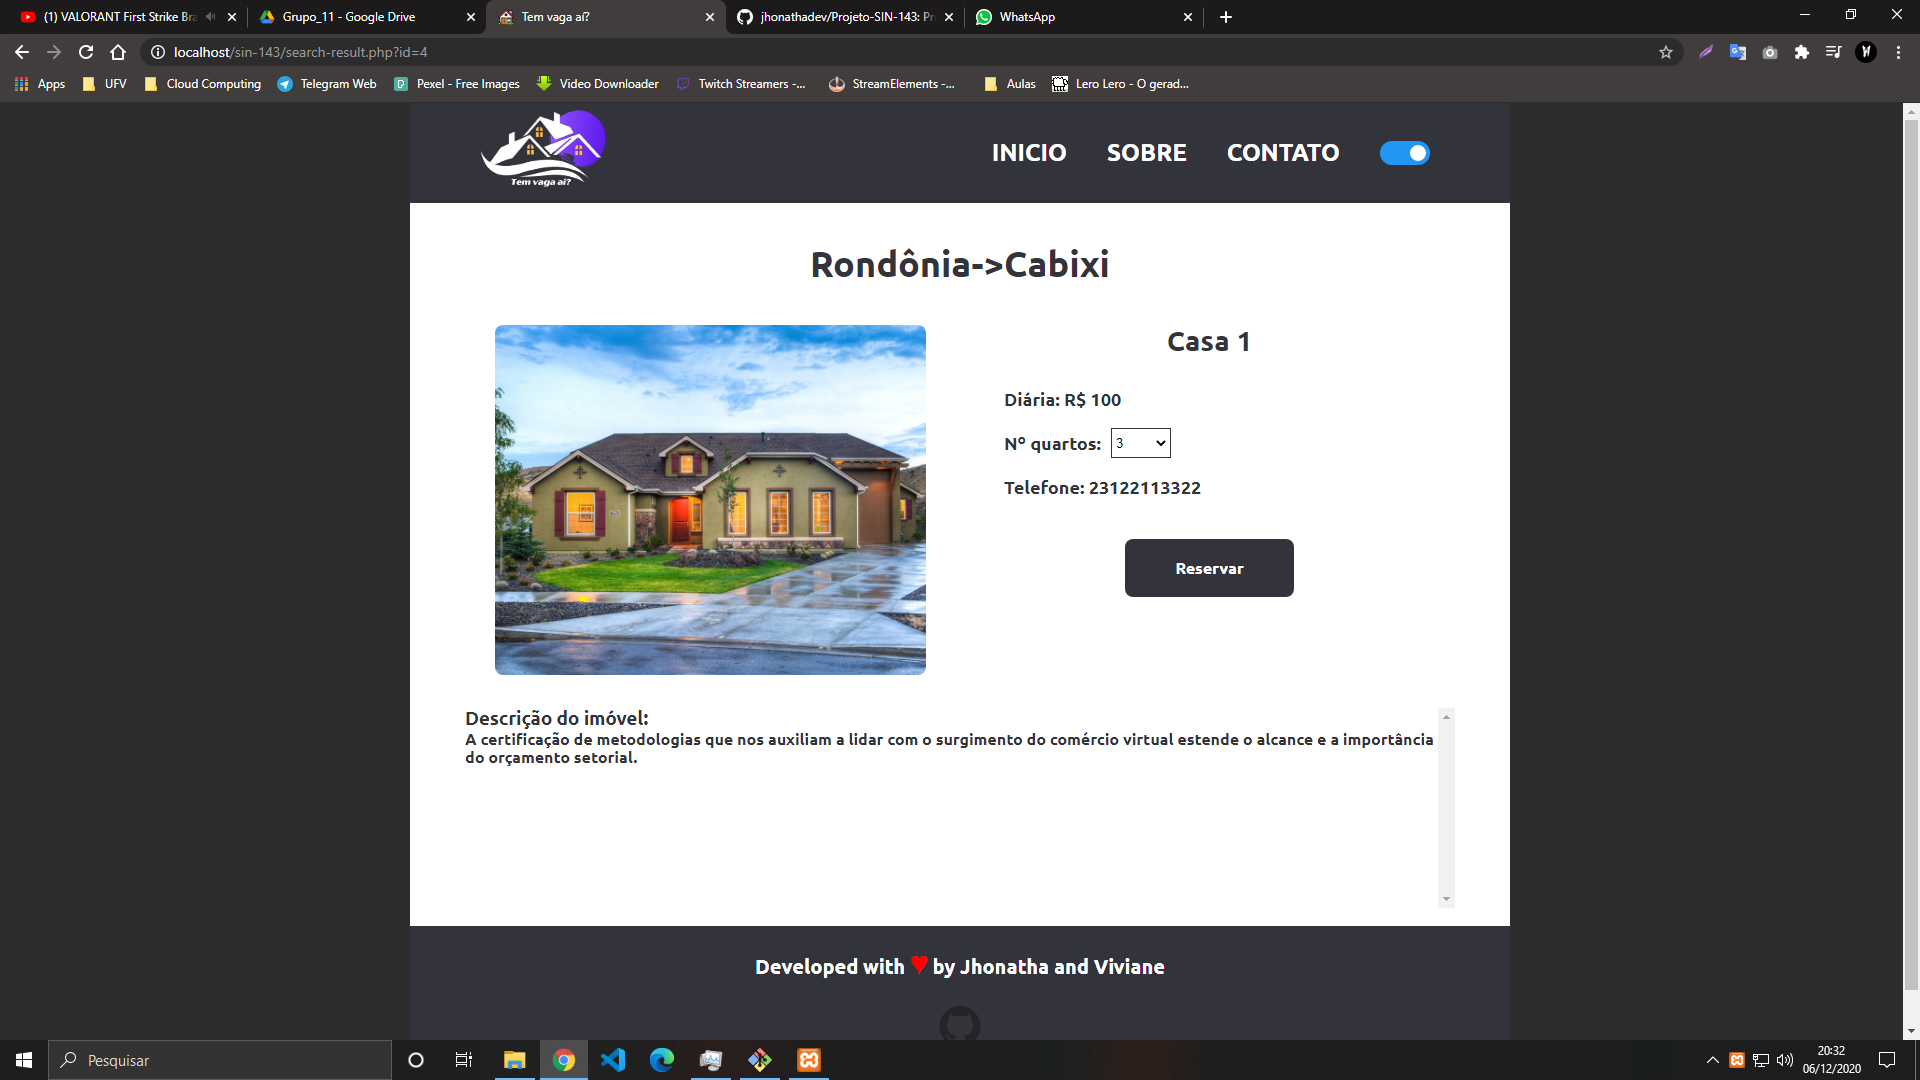 (1) VALORANT First Strike Bra
Grupo_11 - Google Drive
Tem vaga aí?
jhonathadev/Projeto-SIN-143: Pr
WhatsApp
localhost/sin-143/search-result.php?id=4
Apps
UFV
Cloud Computing
Telegram Web
Pexel - Free Images
Video Downloader
Twitch Streamers -...
StreamElements -...
Aulas
Lero Lero - O gerad...
Tem vaga aí?
INICIO
SOBRE
CONTATO
Rondônia->Cabixi
Casa 1
Diária: R$ 100
Nº quartos: 3
Telefone: 23122113322
Reservar
Descrição do imóvel:
A certificação de metodologias que nos auxiliam a lidar com o surgimento do comércio virtual estende o alcance e a importância
do orçamento setorial.
Developed with ♥ by Jhonatha and Viviane
Pesquisar
20:32
06/12/2020